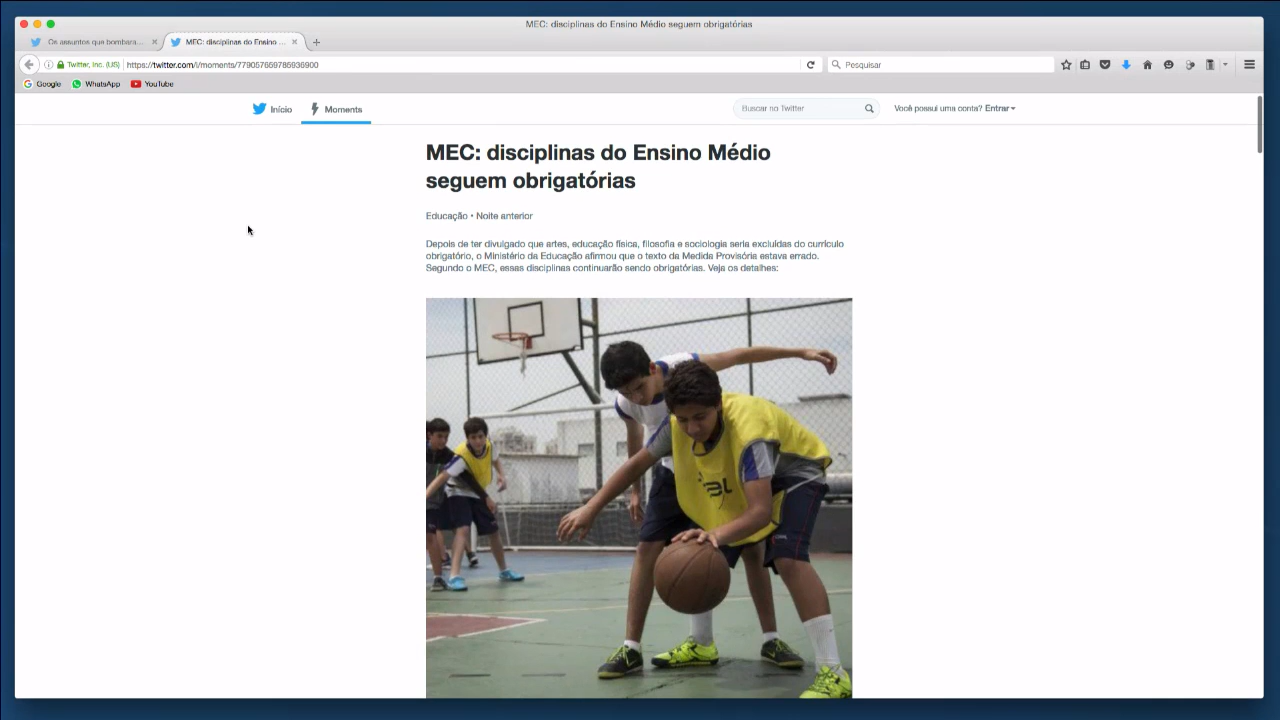 MEC: disciplinas do Ensino Médio seguem obrigatórias
Os assuntos que bombara...
MEC: disciplinas do Ensino ...
Twitter, Inc. (US)
https://twitter.com/i/moments/779057659785936900
Pesquisar
Google
WhatsApp
YouTube
Início
Moments
Buscar no Twitter
Você possui uma conta? Entrar
MEC: disciplinas do Ensino Médio
seguem obrigatórias
Educação • Noite anterior
Depois de ter divulgado que artes, educação física, filosofia e sociologia seria excluídas do currículo
obrigatório, o Ministério da Educação afirmou que o texto da Medida Provisória estava errado.
Segundo o MEC, essas disciplinas continuarão sendo obrigatórias. Veja os detalhes: